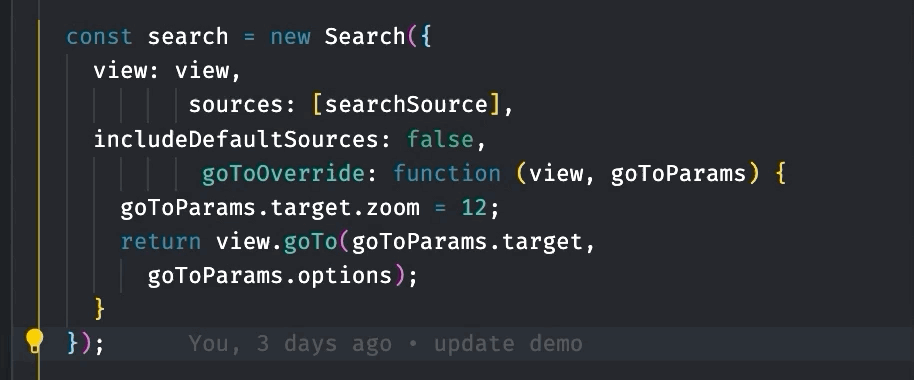 const search = new Search({
  view: view,
         sources: [searchSource],
  includeDefaultSources: false,
          goToOverride: function (view, goToParams) {
    goToParams.target.zoom = 12;
    return view.goTo(goToParams.target,
      goToParams.options);
  }
});      You, 3 days ago • update demo